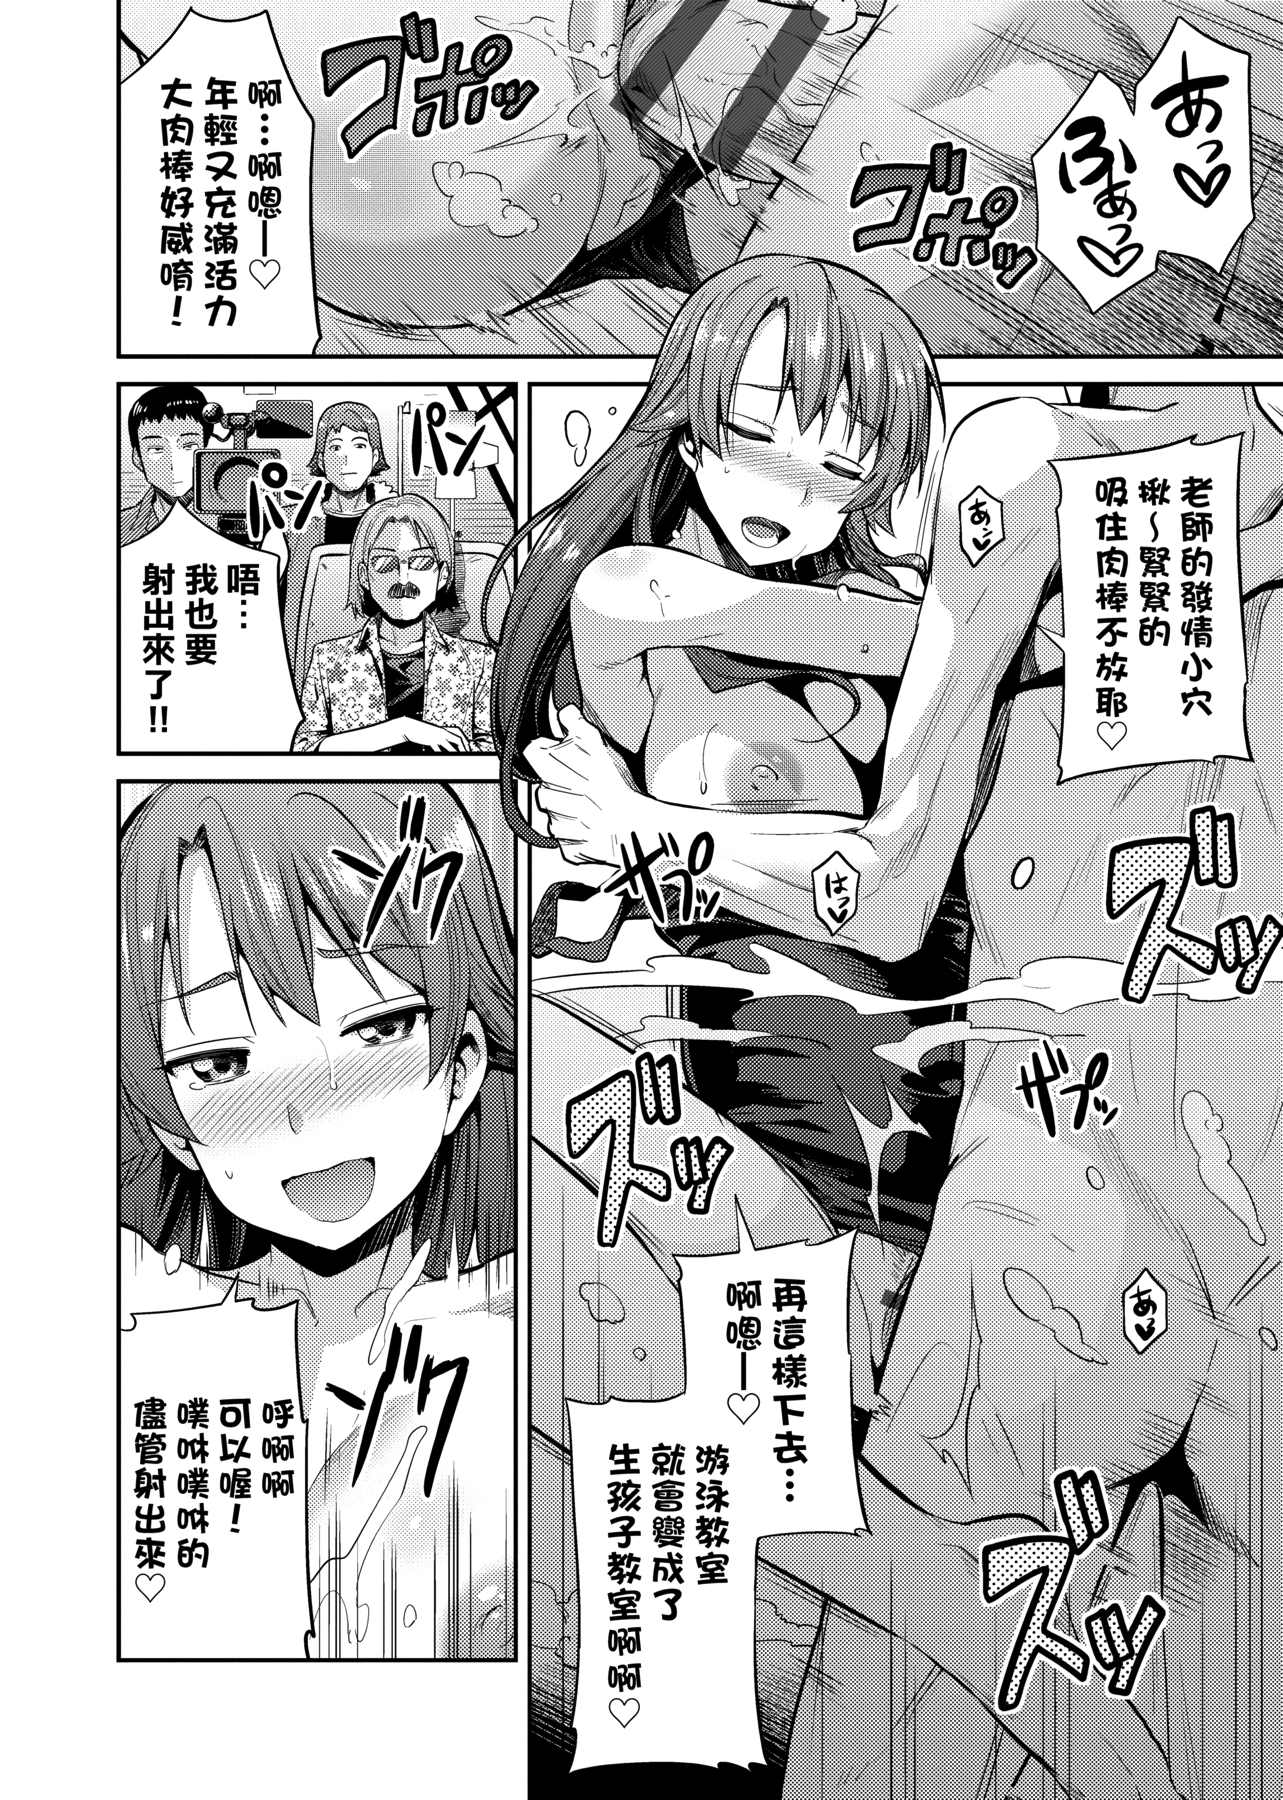 あっ♡
ふぁっ♡
ゴポッ
ゴポッ
啊…啊嗯—♡
年輕又充滿活力
大肉棒好威唷！
老師的發情小穴
揪～緊緊的
吸住肉棒不放耶♡
あぁ♡
はっ♡
ザプッ
ズッ
ザプッ
ズッ
あっ♡
再這樣下去…
啊嗯—♡
游泳教室
就會變成了
生孩子教室啊啊♡
ズッ
パン
パン
唔…
我也要
射出來了!!
ゾク
ゾク
呼啊啊
可以喔！
噗咻噗咻的
儘管射出來♡